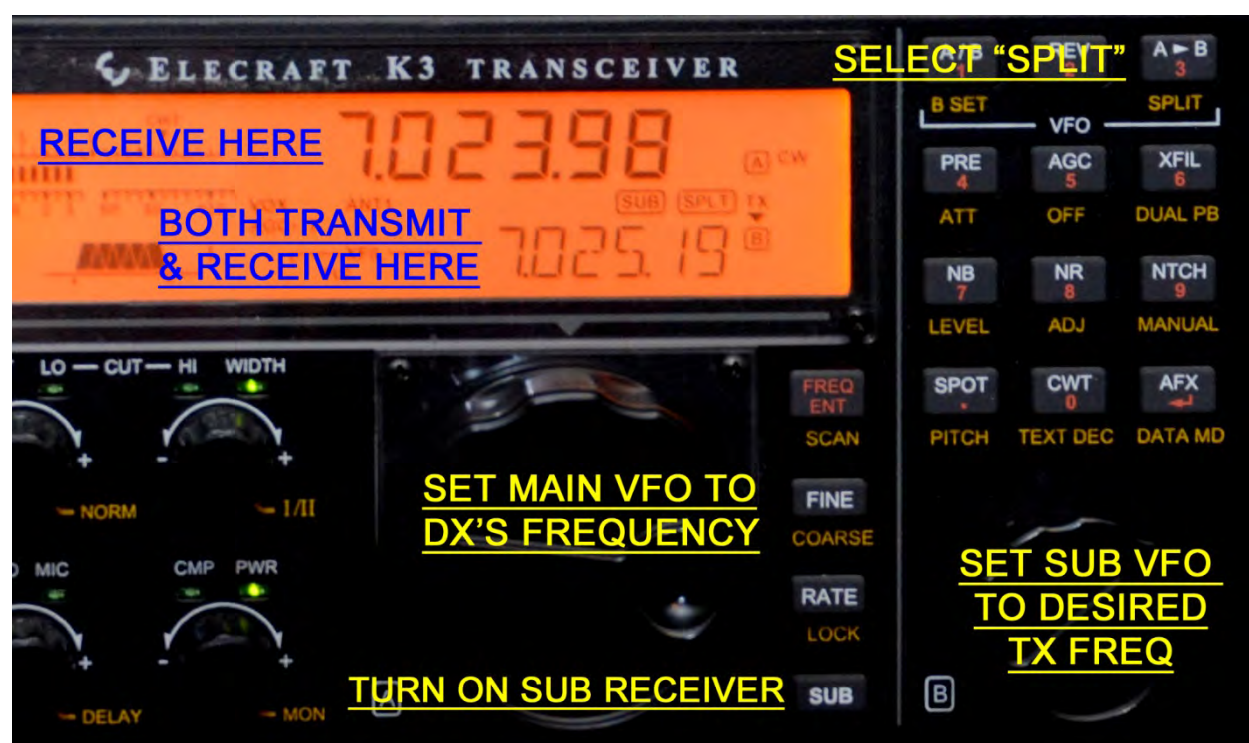 ELECRAFT K3 TRANSCEIVER
SELECT “SPLIT”
A ► B
3
B SET
SPLIT
VFO
RECEIVE HERE
7.023.98
A CW
SUB SPLT TX
BOTH TRANSMIT
& RECEIVE HERE
7.025.19
B
PRE AGC XFIL
4 5 6
ATT OFF DUAL PB
NB NR NTCH
7 8 9
LEVEL ADJ MANUAL
LO CUT HI WIDTH
FREQ
ENT
SCAN
SPOT CWT AFX
. 0
PITCH TEXT DEC DATA MD
+ - +
NORM I/II
SET MAIN VFO TO
DX’S FREQUENCY
FINE
COARSE
MIC CMP PWR
RATE
LOCK
SET SUB VFO
TO DESIRED
TX FREQ
+ - +
DELAY MON
TURN ON SUB RECEIVER
SUB
A
B